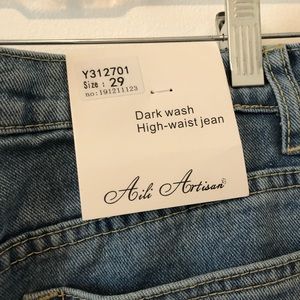 Y312701
Size : 29
no:191211123
Dark wash
High-waist jean
Aili Artisan®